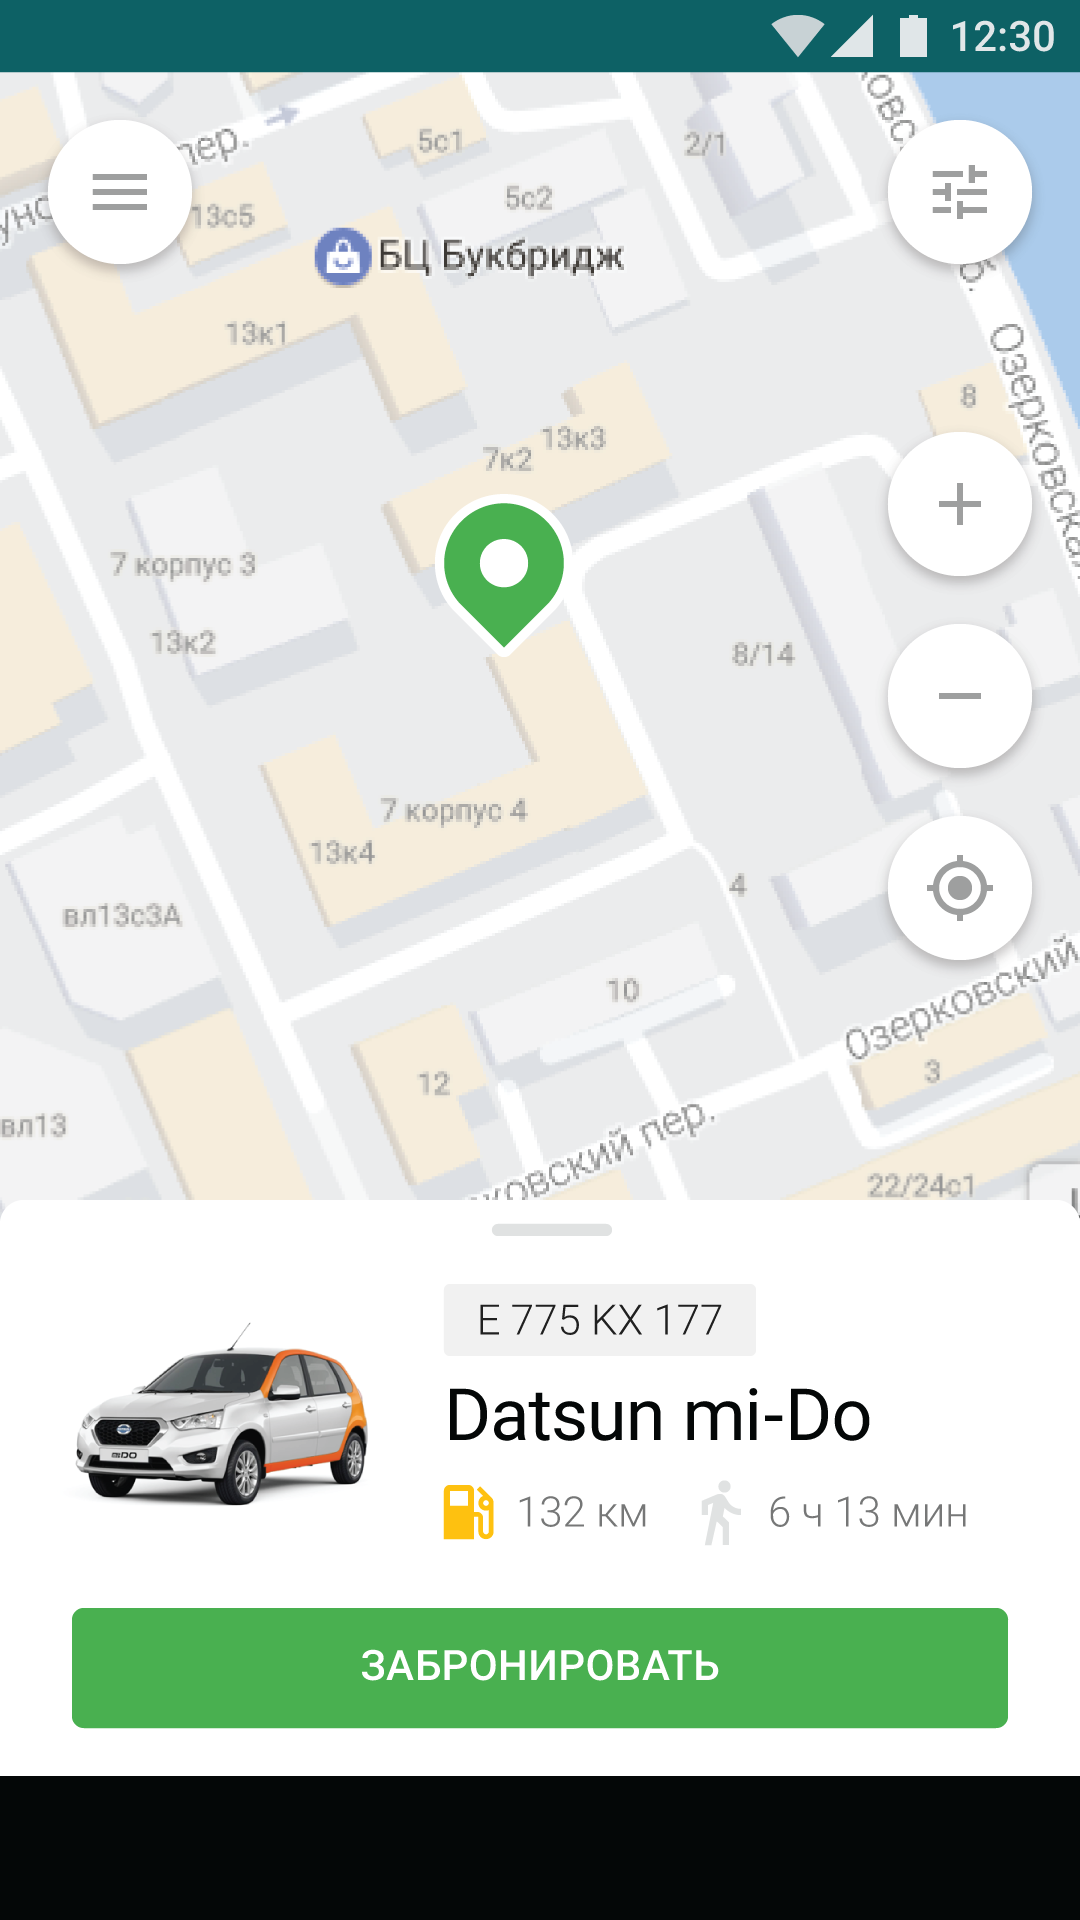 12:30
пер.
5с1
2/1
5с2
13с5
БЦ Букбридж
13к1
8
Озерковская
13к3
7к2
7 корпус 3
13к2
8/14
7 корпус 4
13к4
4
вл13с3А
10
Озерковский
3
12
вл13
ковский пер.
22/24с1
Е 775 КХ 177
Datsun mi-Do
132 км
6 ч 13 мин
ЗАБРОНИРОВАТЬ